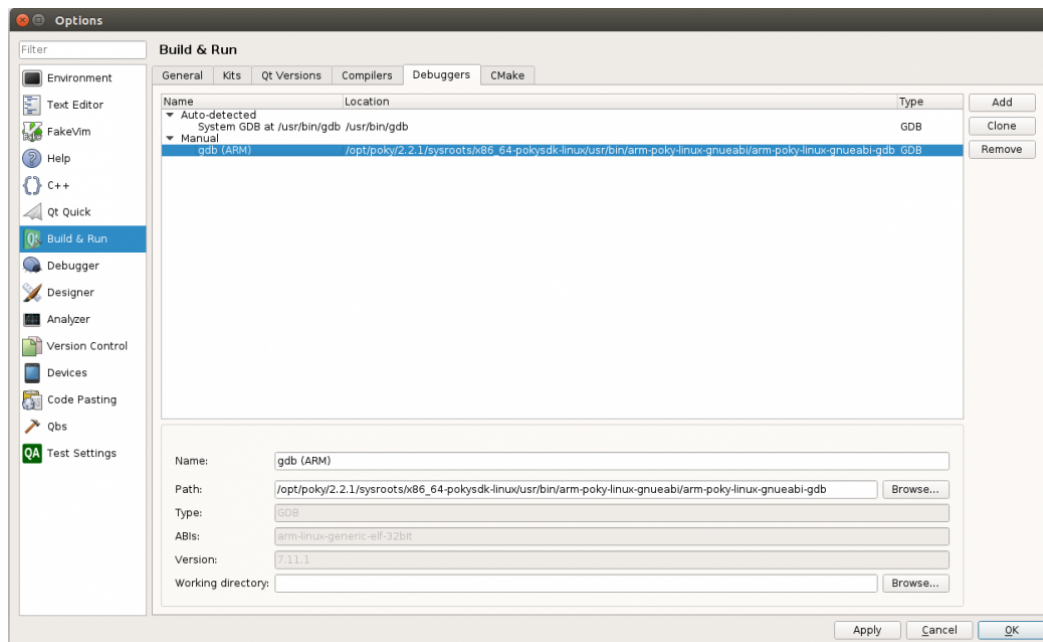 Options
Filter
Build & Run
Environment
Text Editor
FakeVim
Help
C++
Qt Quick
Build & Run
Debugger
Designer
Analyzer
Version Control
Devices
Code Pasting
Qbs
QA Test Settings
General Kits Qt Versions Compilers Debuggers CMake
Name Location Type
Auto-detected
System GDB at /usr/bin/gdb /usr/bin/gdb GDB
Manual
gdb (ARM) /opt/poky/2.2.1/sysroots/x86_64-pokysdk-linux/usr/bin/arm-poky-linux-gnueabi/arm-poky-linux-gnueabi-gdb GDB
Add
Clone
Remove
Name: gdb (ARM)
Path: /opt/poky/2.2.1/sysroots/x86_64-pokysdk-linux/usr/bin/arm-poky-linux-gnueabi/arm-poky-linux-gnueabi-gdb Browse...
Type: GDB
ABIs: arm-linux-generic-elf-32bit
Version: 7.11.1
Working directory: Browse...
Apply Cancel OK